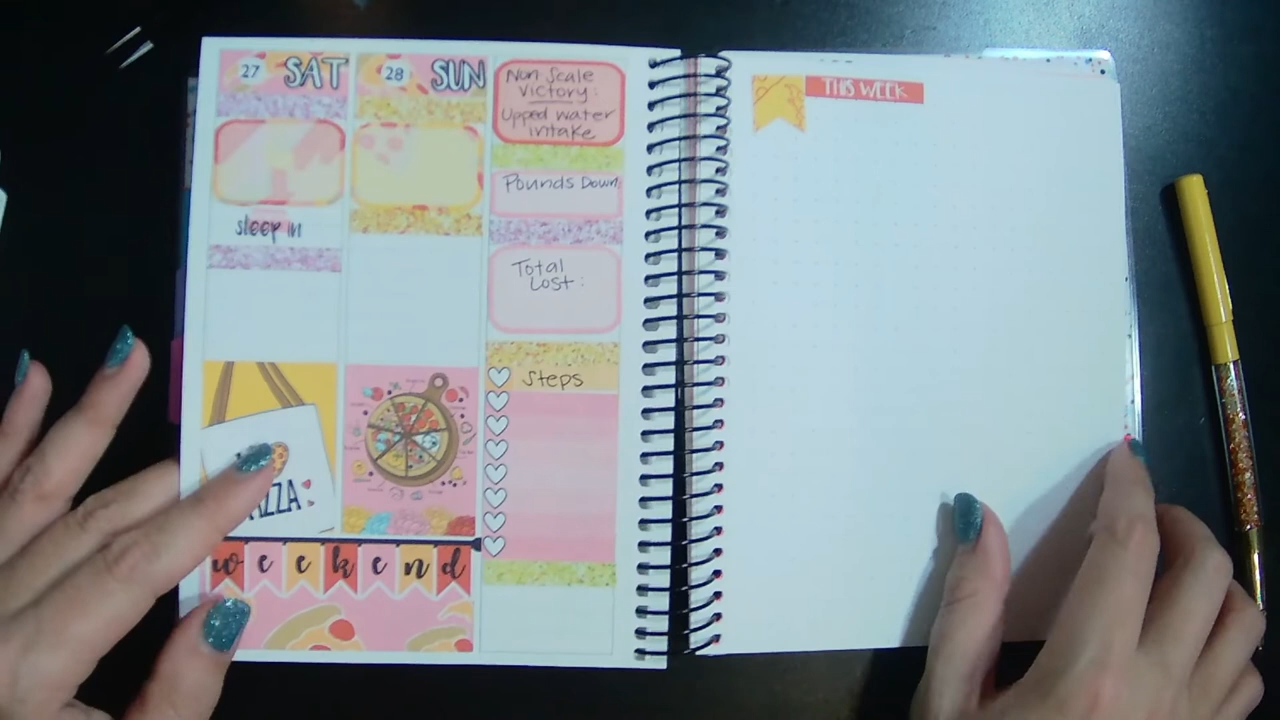 27 SAT
28 SUN
sleep in
PIZZA
weekend
Non Scale
Victory:
Upped water
intake
Pounds Down:
Total
Lost:
Steps
THIS WEEK